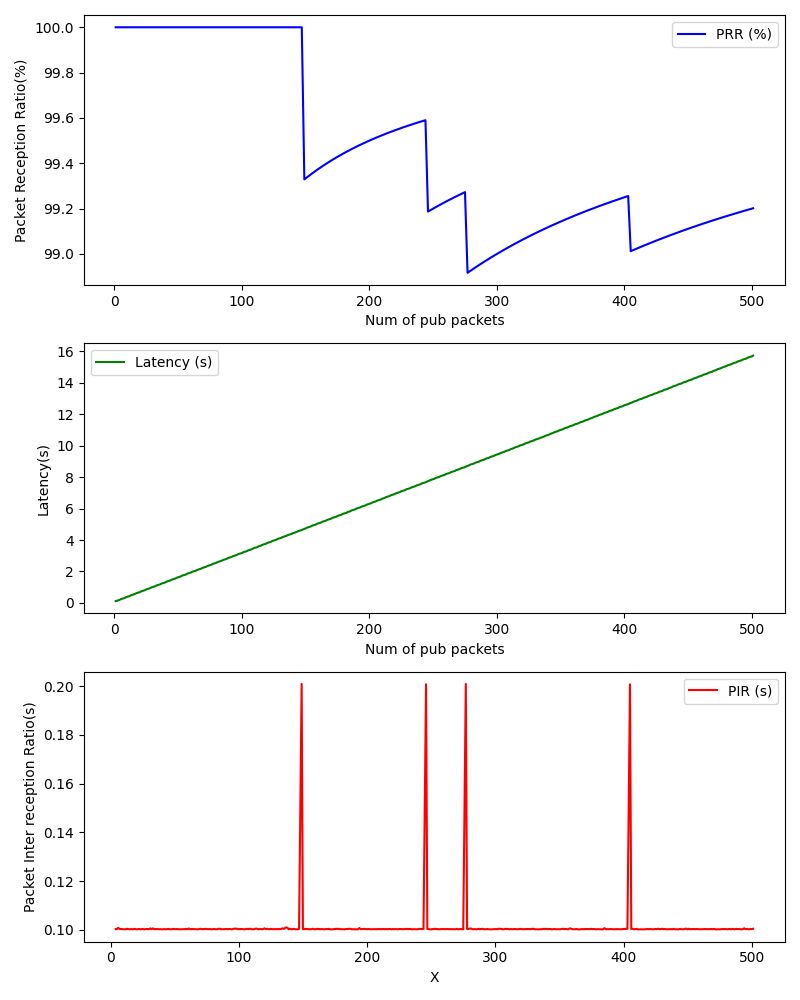 100.0
99.8
99.6
99.4
99.2
99.0
Packet Reception Ratio(%)
PRR (%)
0 100 200 300 400 500
Num of pub packets
16
14
12
10
8
6
4
2
0
Latency(s)
Latency (s)
0 100 200 300 400 500
Num of pub packets
0.20
0.18
0.16
0.14
0.12
0.10
Packet Inter reception Ratio(s)
PIR (s)
0 100 200 300 400 500
X